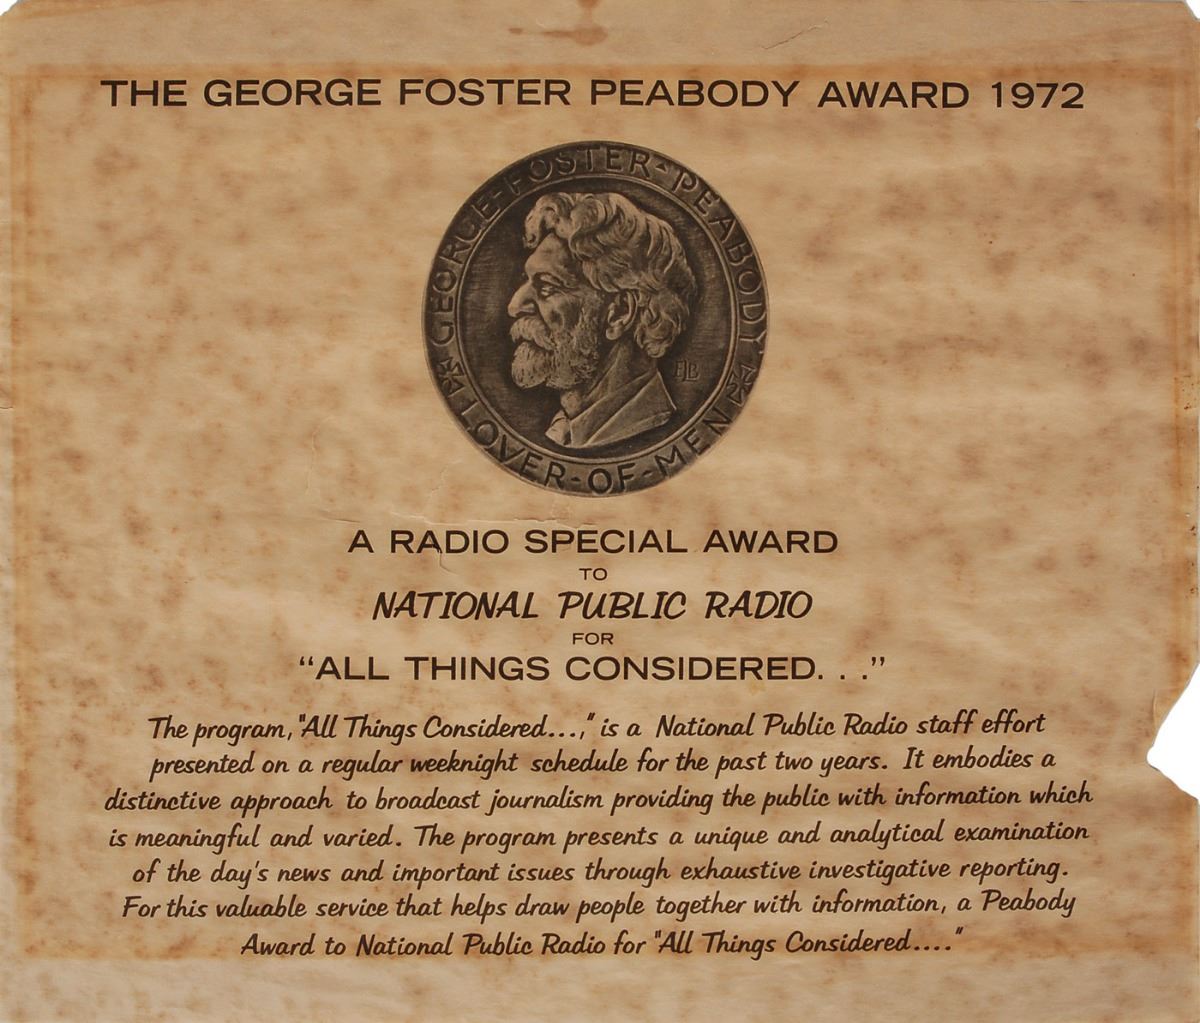 THE GEORGE FOSTER PEABODY AWARD 1972
GEORGE-FOSTER-PEABODY
EJB
LOVER-OF-MEN
A RADIO SPECIAL AWARD
TO
NATIONAL PUBLIC RADIO
FOR
“ALL THINGS CONSIDERED. . .”
The program, "All Things Considered...," is a National Public Radio staff effort
presented on a regular weeknight schedule for the past two years. It embodies a
distinctive approach to broadcast journalism providing the public with information which
is meaningful and varied. The program presents a unique and analytical examination
of the day's news and important issues through exhaustive investigative reporting.
For this valuable service that helps draw people together with information, a Peabody
Award to National Public Radio for "All Things Considered...."